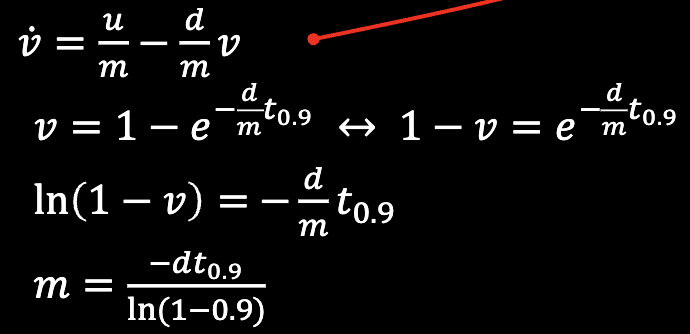 v̇ = u/m − d/m v
v = 1 − e^(−d/m t_0.9) ↔ 1 − v = e^(−d/m t_0.9)
ln(1 − v) = − d/m t_0.9
m = −dt_0.9 / ln(1−0.9)